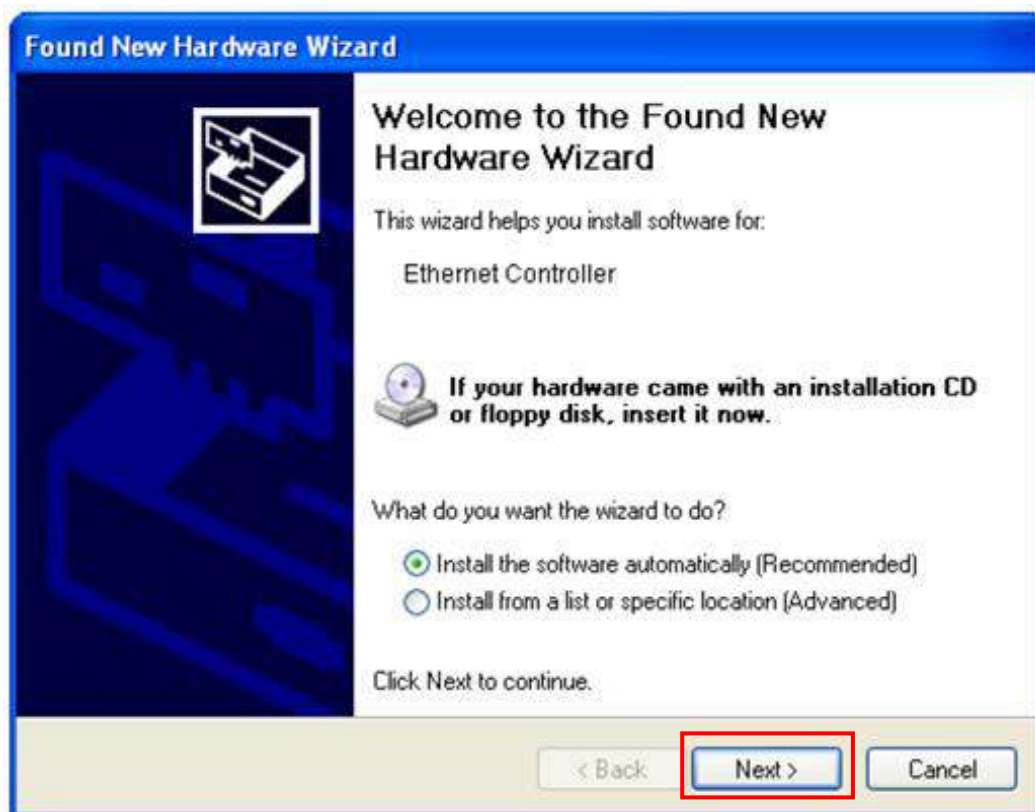 Found New Hardware Wizard
Welcome to the Found New
Hardware Wizard
This wizard helps you install software for:
Ethernet Controller
If your hardware came with an installation CD
or floppy disk, insert it now.
What do you want the wizard to do?
Install the software automatically (Recommended)
Install from a list or specific location (Advanced)
Click Next to continue.
< Back Next > Cancel